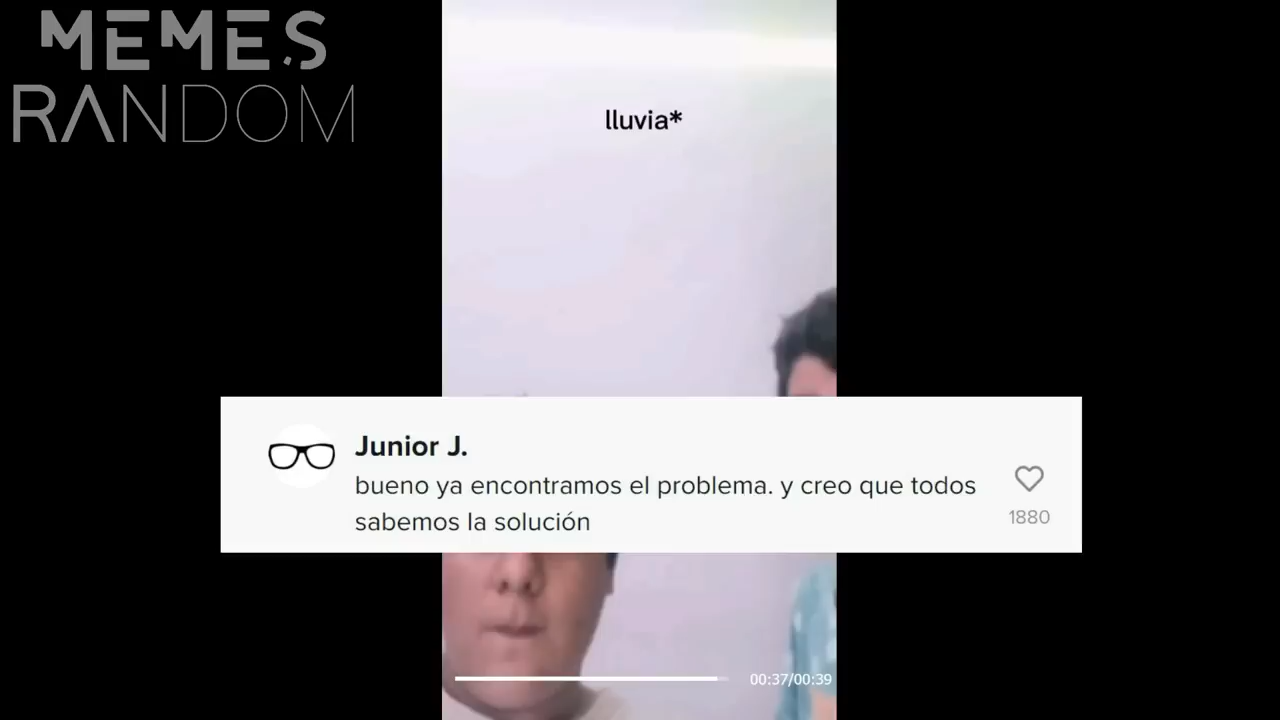 MEMES
RANDOM
lluvia*
Junior J.
bueno ya encontramos el problema. y creo que todos
sabemos la solución
1880
00:37/00:39